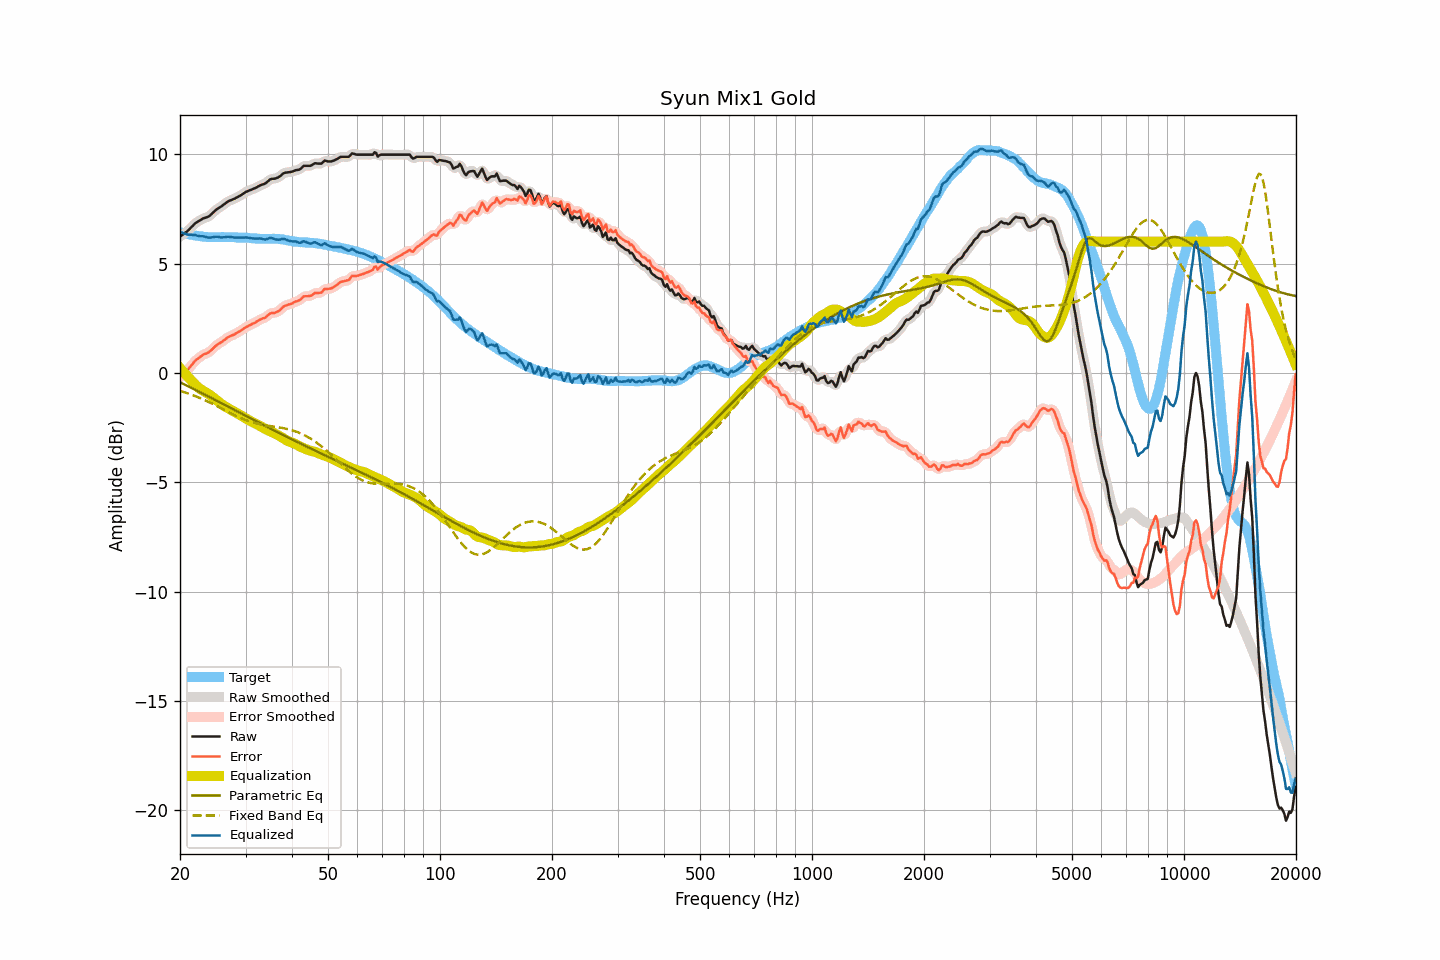 Syun Mix1 Gold
Amplitude (dBr)
10
5
0
−5
−10
−15
−20
Target
Raw Smoothed
Error Smoothed
Raw
Error
Equalization
Parametric Eq
Fixed Band Eq
Equalized
20 50 100 200 500 1000 2000 5000 10000 20000
Frequency (Hz)